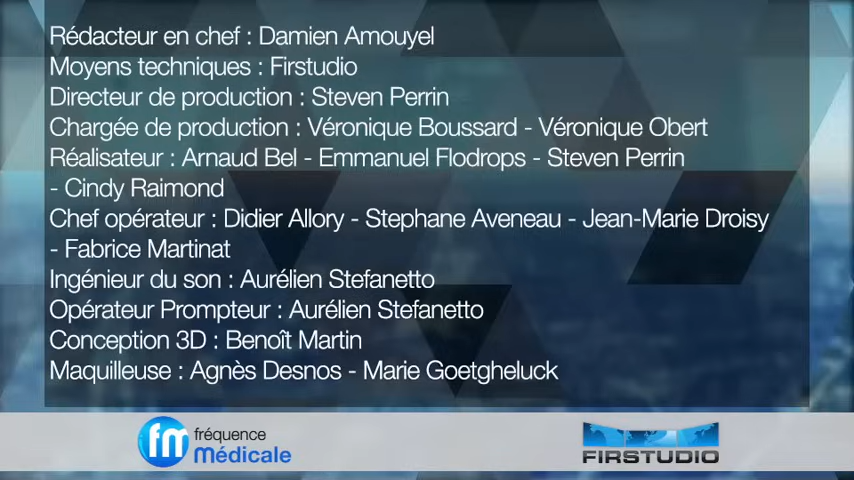 Rédacteur en chef : Damien Amouyel
Moyens techniques : Firstudio
Directeur de production : Steven Perrin
Chargée de production : Véronique Boussard - Véronique Obert
Réalisateur : Arnaud Bel - Emmanuel Flodrops - Steven Perrin
- Cindy Raimond
Chef opérateur : Didier Allory - Stephane Aveneau - Jean-Marie Droisy
- Fabrice Martinat
Ingénieur du son : Aurélien Stefanetto
Opérateur Prompteur : Aurélien Stefanetto
Conception 3D : Benoît Martin
Maquilleuse : Agnès Desnos - Marie Goetgheluck
fm fréquence
médicale
FIRSTUDIO